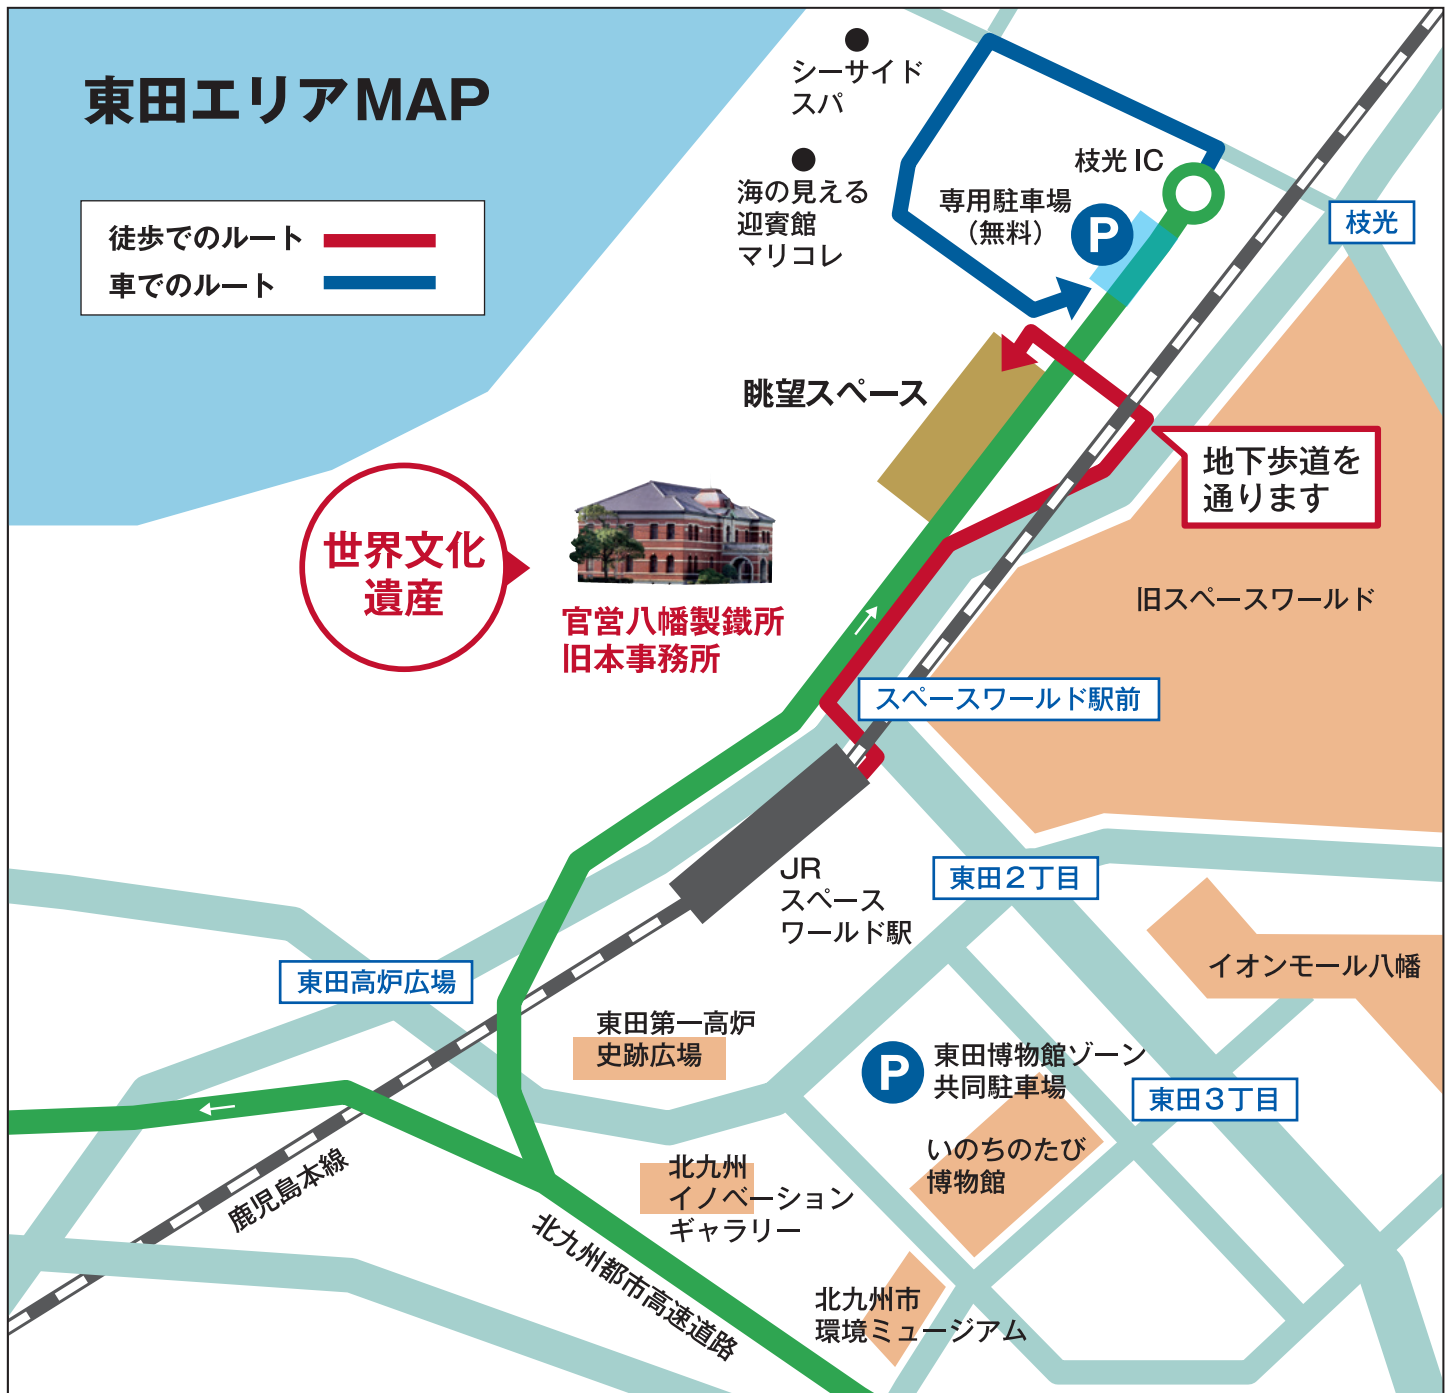 東田エリアMAP
徒歩でのルート
車でのルート
シーサイド
スパ
海の見える
迎賓館
マリコレ
枝光 IC
専用駐車場
（無料）
P
枝光
眺望スペース
地下歩道を
通ります
世界文化
遺産
官営八幡製鐵所
旧本事務所
旧スペースワールド
スペースワールド駅前
JR
スペース
ワールド駅
東田2丁目
イオンモール八幡
東田高炉広場
東田第一高炉
史跡広場
P
東田博物館ゾーン
共同駐車場
東田3丁目
いのちのたび
博物館
鹿児島本線
北九州
イノベーション
ギャラリー
北九州都市高速道路
北九州市
環境ミュージアム